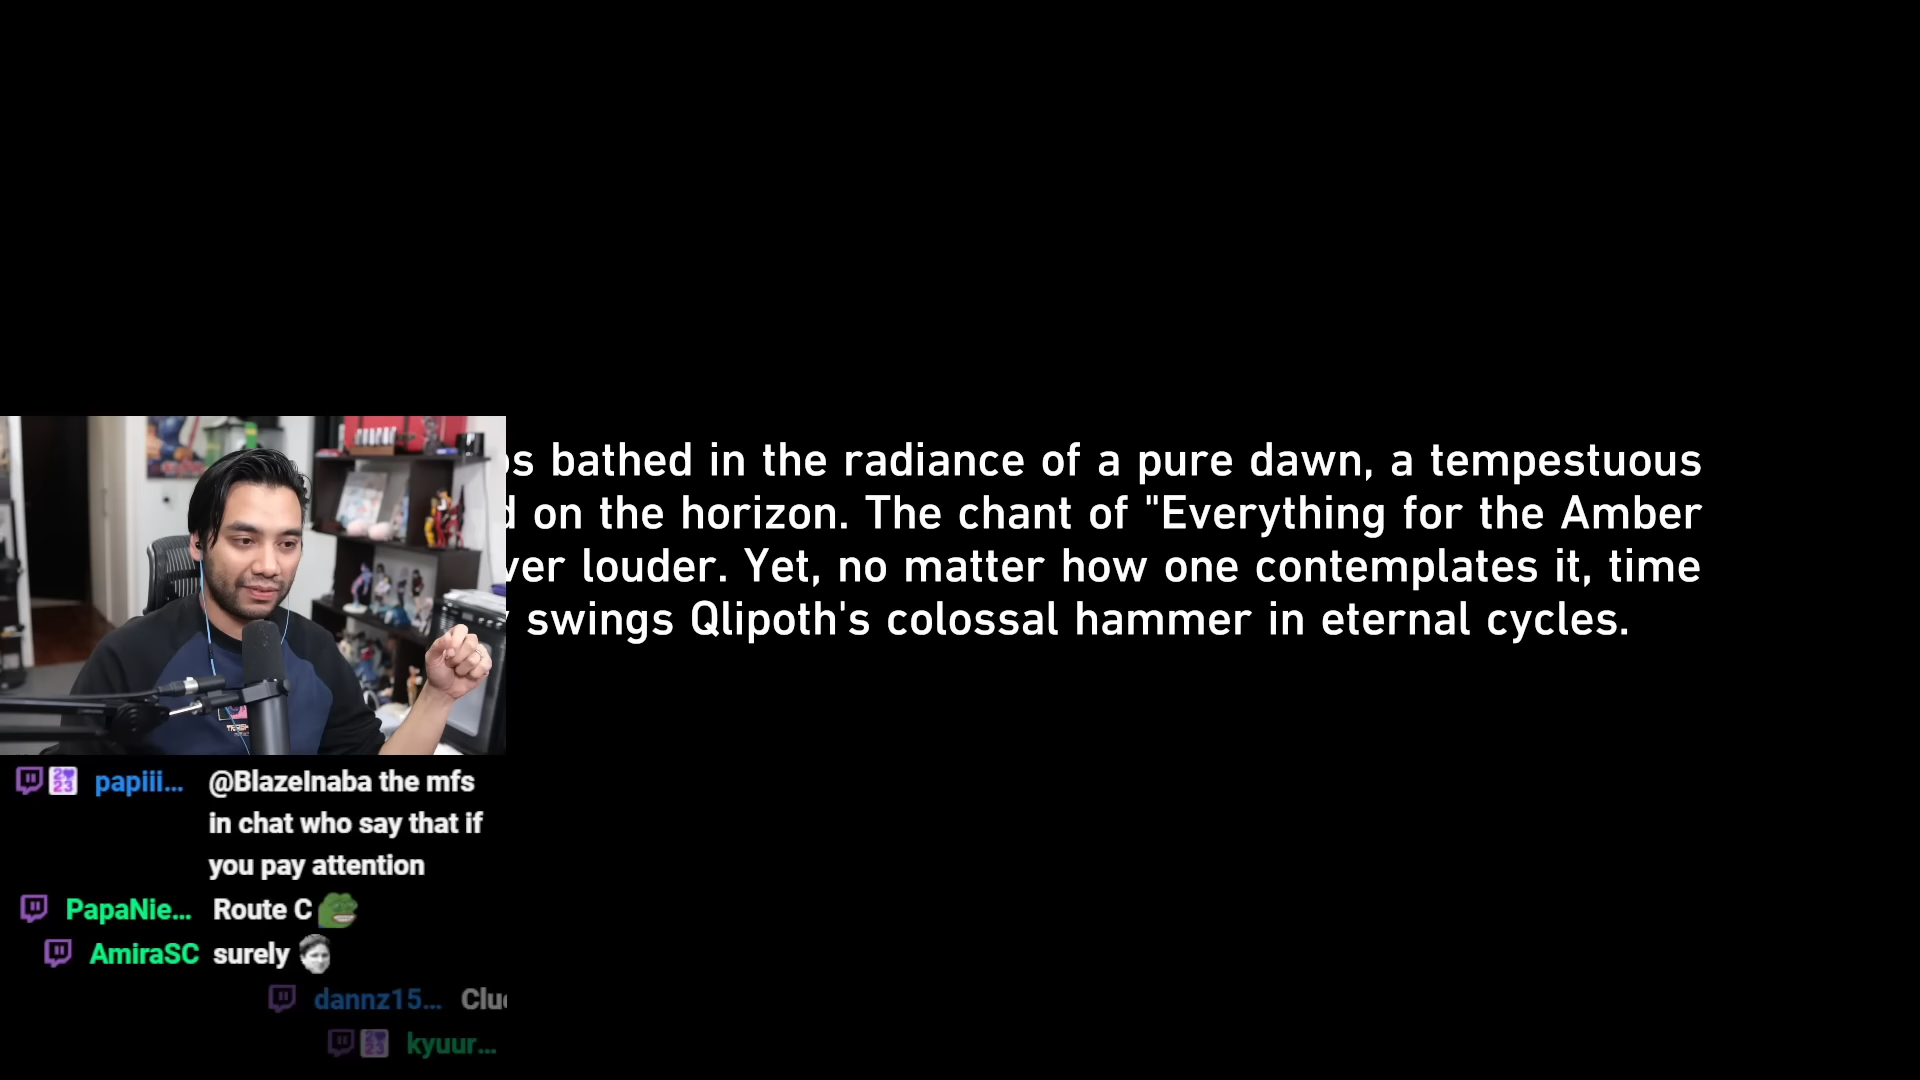 s bathed in the radiance of a pure dawn, a tempestuous
on the horizon. The chant of "Everything for the Amber
ver louder. Yet, no matter how one contemplates it, time
swings Qlipoth's colossal hammer in eternal cycles.
papiii... @BlazeInaba the mfs
in chat who say that if
you pay attention
PapaNie... Route C
AmiraSC surely
dannz15...
kyuur...